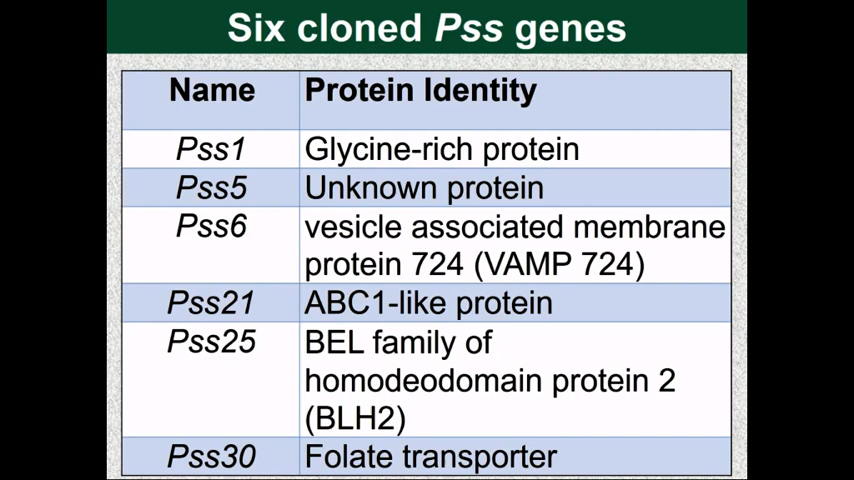 Six cloned Pss genes
Name Protein Identity
Pss1 Glycine-rich protein
Pss5 Unknown protein
Pss6 vesicle associated membrane
protein 724 (VAMP 724)
Pss21 ABC1-like protein
Pss25 BEL family of
homodeodomain protein 2
(BLH2)
Pss30 Folate transporter